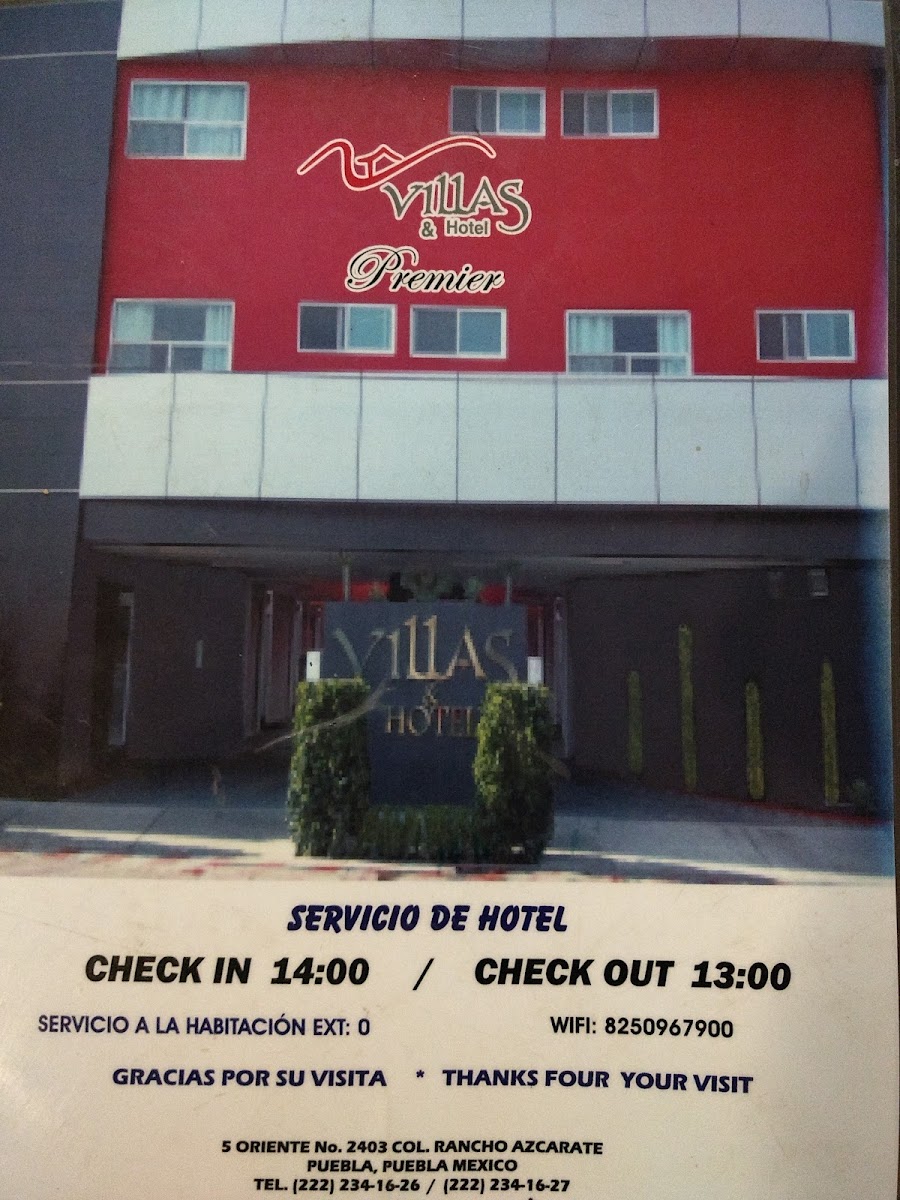 VILLAS
& Hotel
Premier
VILLAS
&
HOTEL
SERVICIO DE HOTEL
CHECK IN 14:00 / CHECK OUT 13:00
SERVICIO A LA HABITACIÓN EXT: 0 WIFI: 8250967900
GRACIAS POR SU VISITA * THANKS FOUR YOUR VISIT
5 ORIENTE No. 2403 COL. RANCHO AZCARATE
PUEBLA, PUEBLA MEXICO
TEL. (222) 234-16-26 / (222) 234-16-27